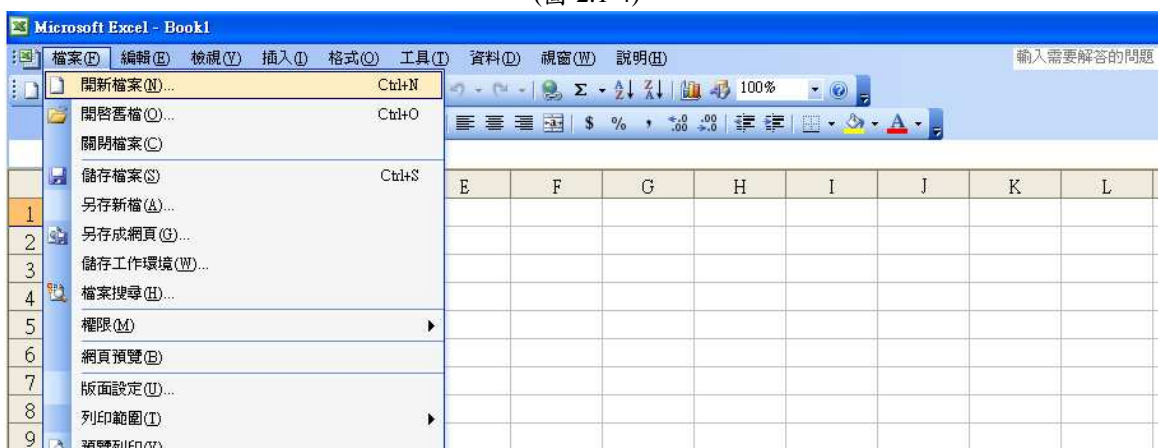 (圖 2.1-4)
Microsoft Excel - Book1
檔案(F) 編輯(E) 檢視(V) 插入(I) 格式(O) 工具(T) 資料(D) 視窗(W) 說明(H) 輸入需要解答的問題
開新檔案(N)... Ctrl+N
100%
開啓舊檔(O)... Ctrl+O
$ % ,
關閉檔案(C)
儲存檔案(S) Ctrl+S
E F G H I J K L
另存新檔(A)...
1
另存成網頁(G)...
2
儲存工作環境(W)...
3
檔案搜尋(H)...
4
權限(M)
5
網頁預覽(B)
6
版面設定(U)...
7
列印範圍(T)
8
預覽列印(V)
9